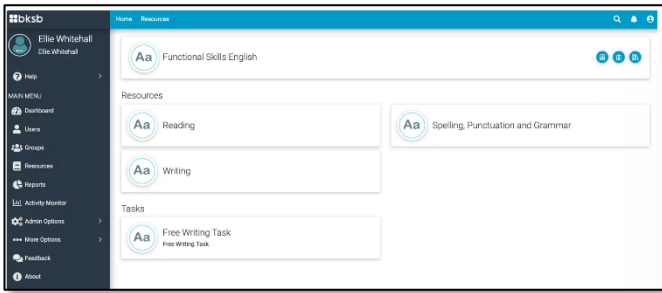 bksb
Home Resources
Ellie Whitehall
Ellie.Whitehall
Help
MAIN MENU
Dashboard
Users
Groups
Resources
Reports
Activity Monitor
Admin Options
More Options
Feedback
About
Aa Functional Skills English
Resources
Aa Reading
Aa Spelling, Punctuation and Grammar
Aa Writing
Tasks
Aa Free Writing Task
Free Writing Task